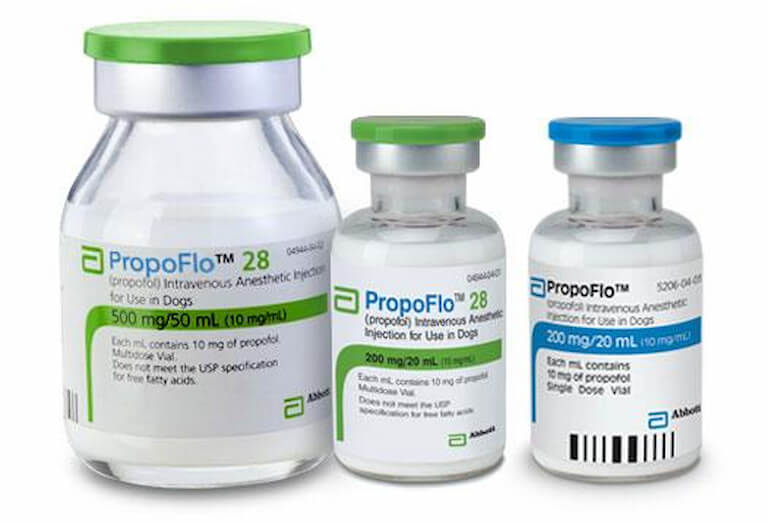 PropoFlo™ 28
(propofol) Intravenous Anesthetic Injection
for Use in Dogs
500 mg/50 mL (10 mg/mL)
Each mL contains 10 mg of propofol.
Multidose Vial.
Does not meet the USP specification
for free fatty acids.
Abbott
PropoFlo™ 28
(propofol) Intravenous Anesthetic
Injection for Use in Dogs
200 mg/20 mL (10 mg/mL)
Each mL contains 10 mg of propofol
Multidose Vial.
Does not meet the USP
specification for free fatty acids.
Abbott
5206-04-
PropoFlo™
(propofol) Intravenous Anesthetic
Injection for Use in Dogs
200 mg/20 mL (10 mg/mL)
Each mL contains
10 mg of propofol
Single Dose Vial
Abbott